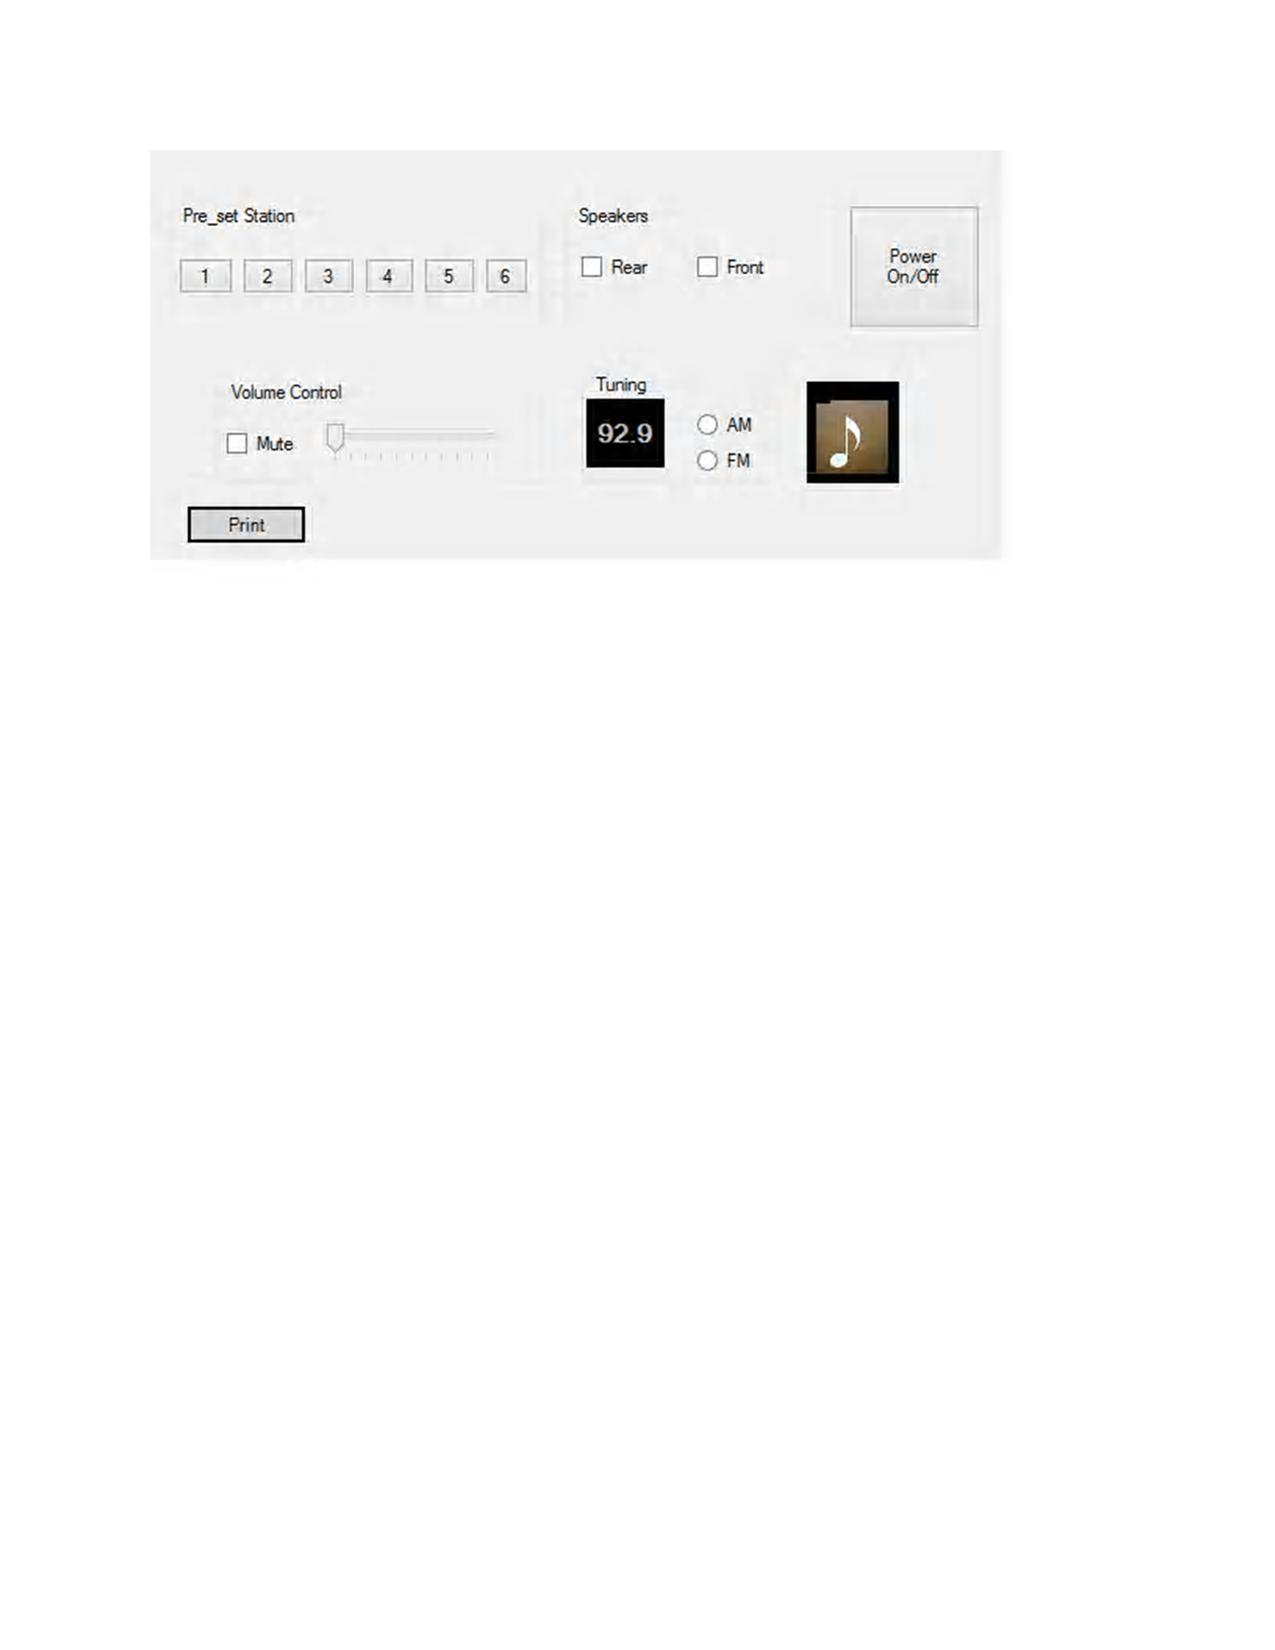 Pre_set Station
1 2 3 4 5 6
Speakers
Rear Front
Power
On/Off
Volume Control
Mute
Tuning
92.9
AM
FM
Print